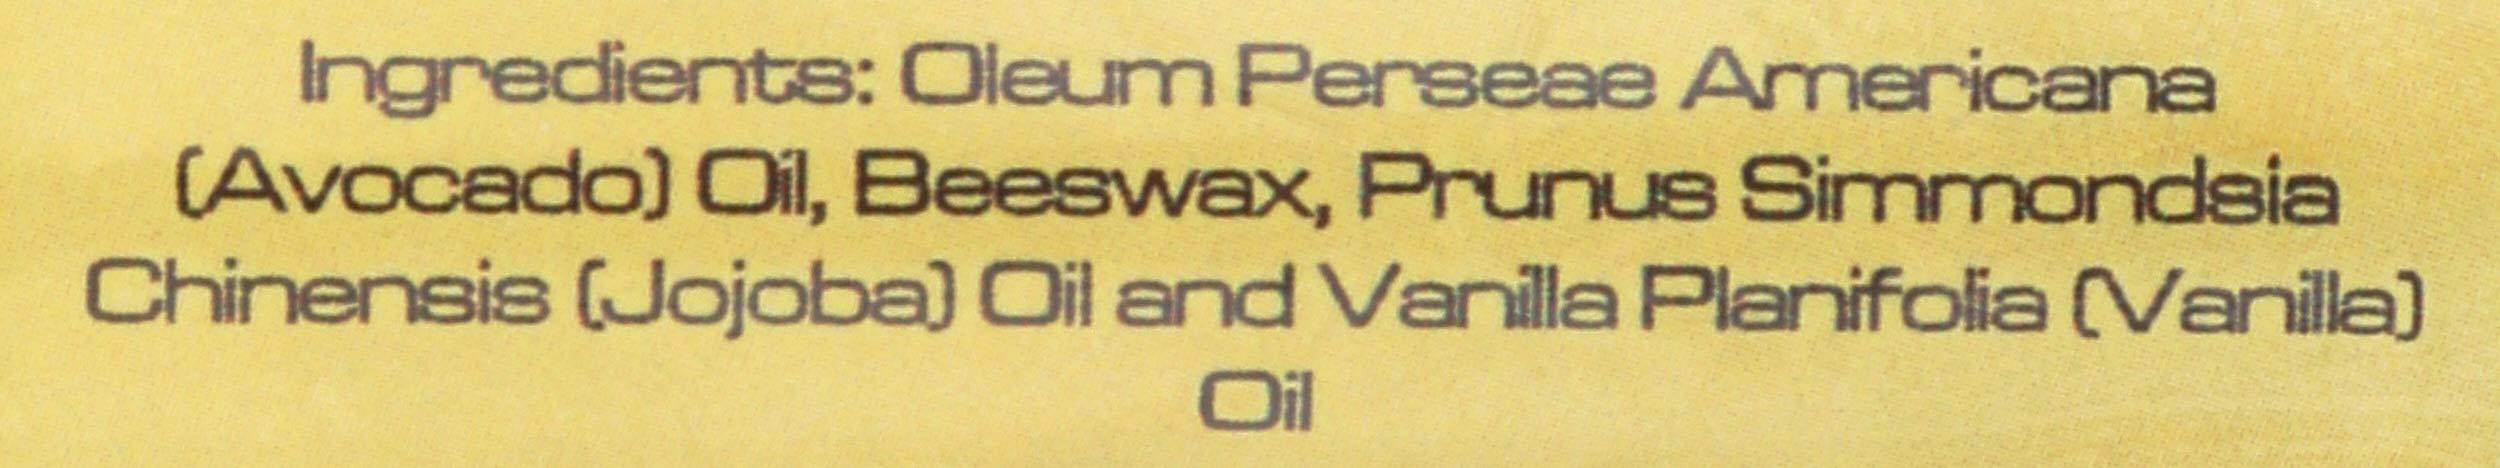 Ingredients: Oleum Perseae Americana
(Avocado) Oil, Beeswax, Prunus Simmondsia
Chinensis (Jojoba) Oil and Vanilla Planifolia (Vanilla)
Oil